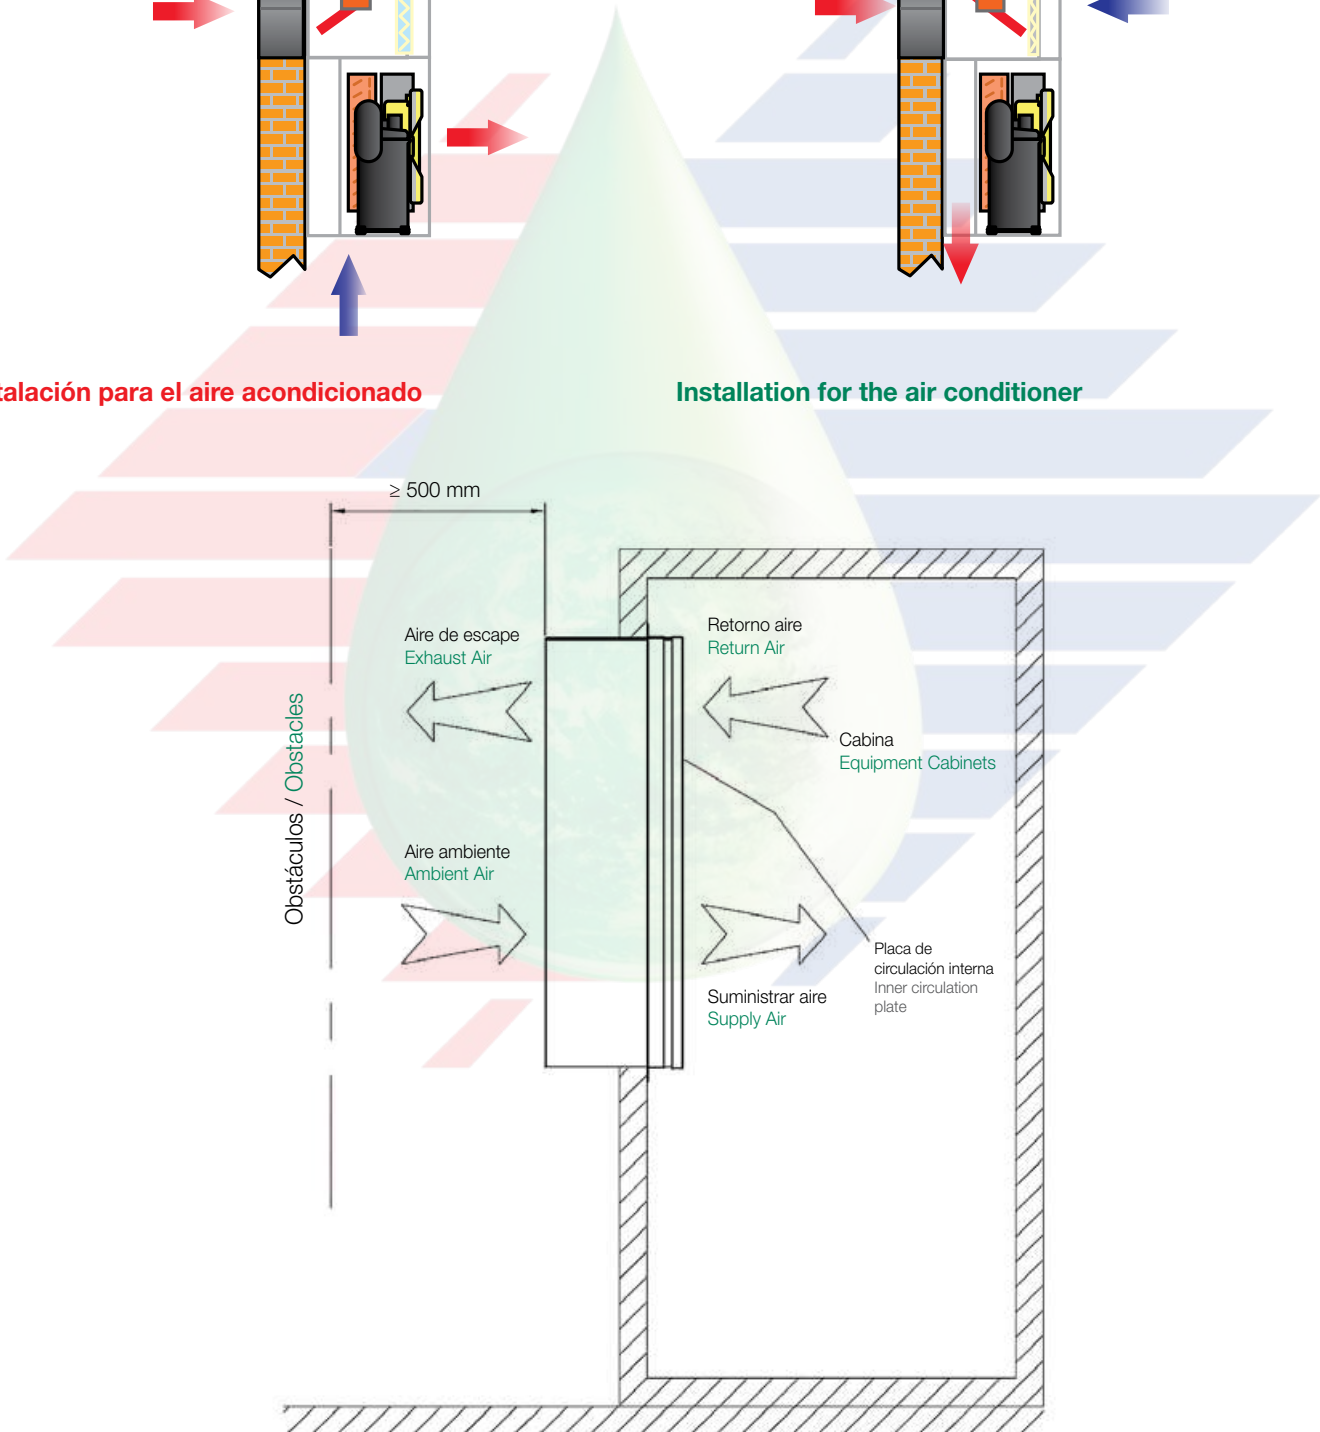 talación para el aire acondicionado
Installation for the air conditioner
≥ 500 mm
Aire de escape
Exhaust Air
Retorno aire
Return Air
Cabina
Equipment Cabinets
Obstáculos / Obstacles
Aire ambiente
Ambient Air
Placa de
circulación interna
Inner circulation
plate
Suministrar aire
Supply Air